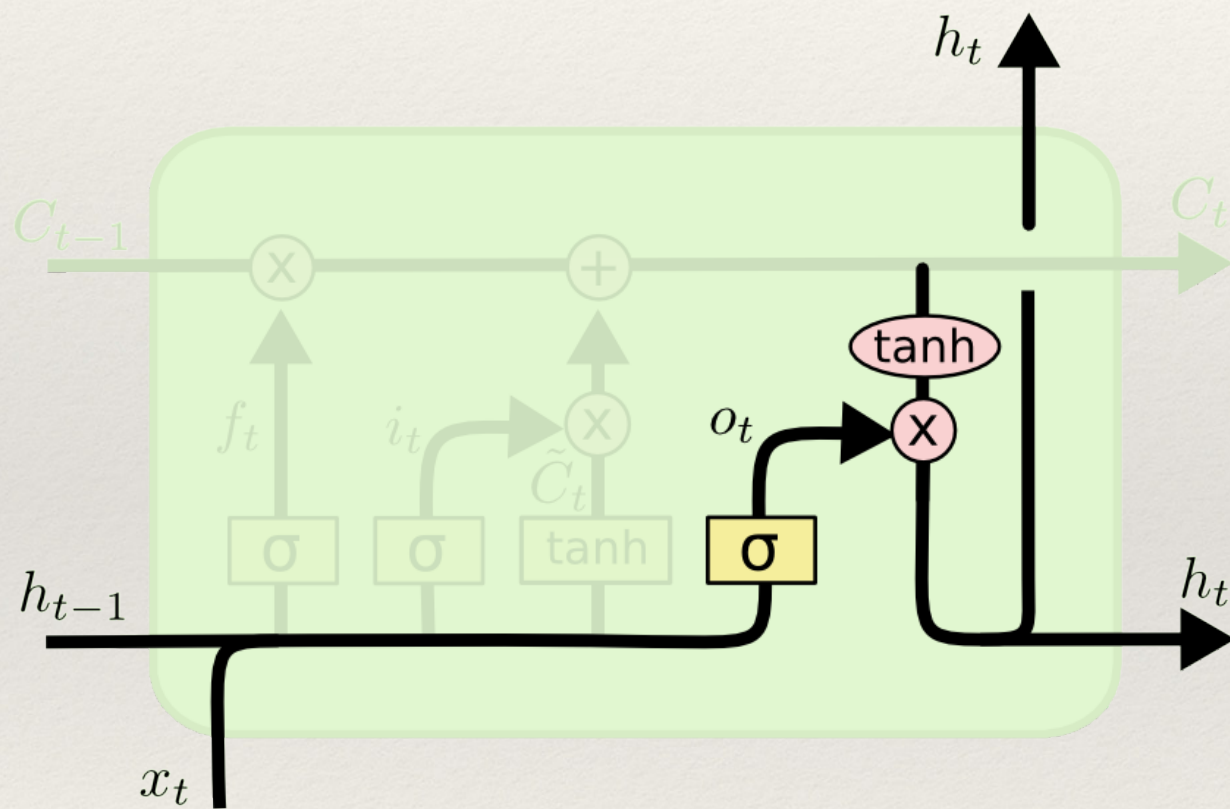 h_t
C_{t-1}
C_t
x
+
tanh
f_t
i_t
x
o_t
x
C̃_t
σ
σ
tanh
σ
h_{t-1}
h_t
x_t